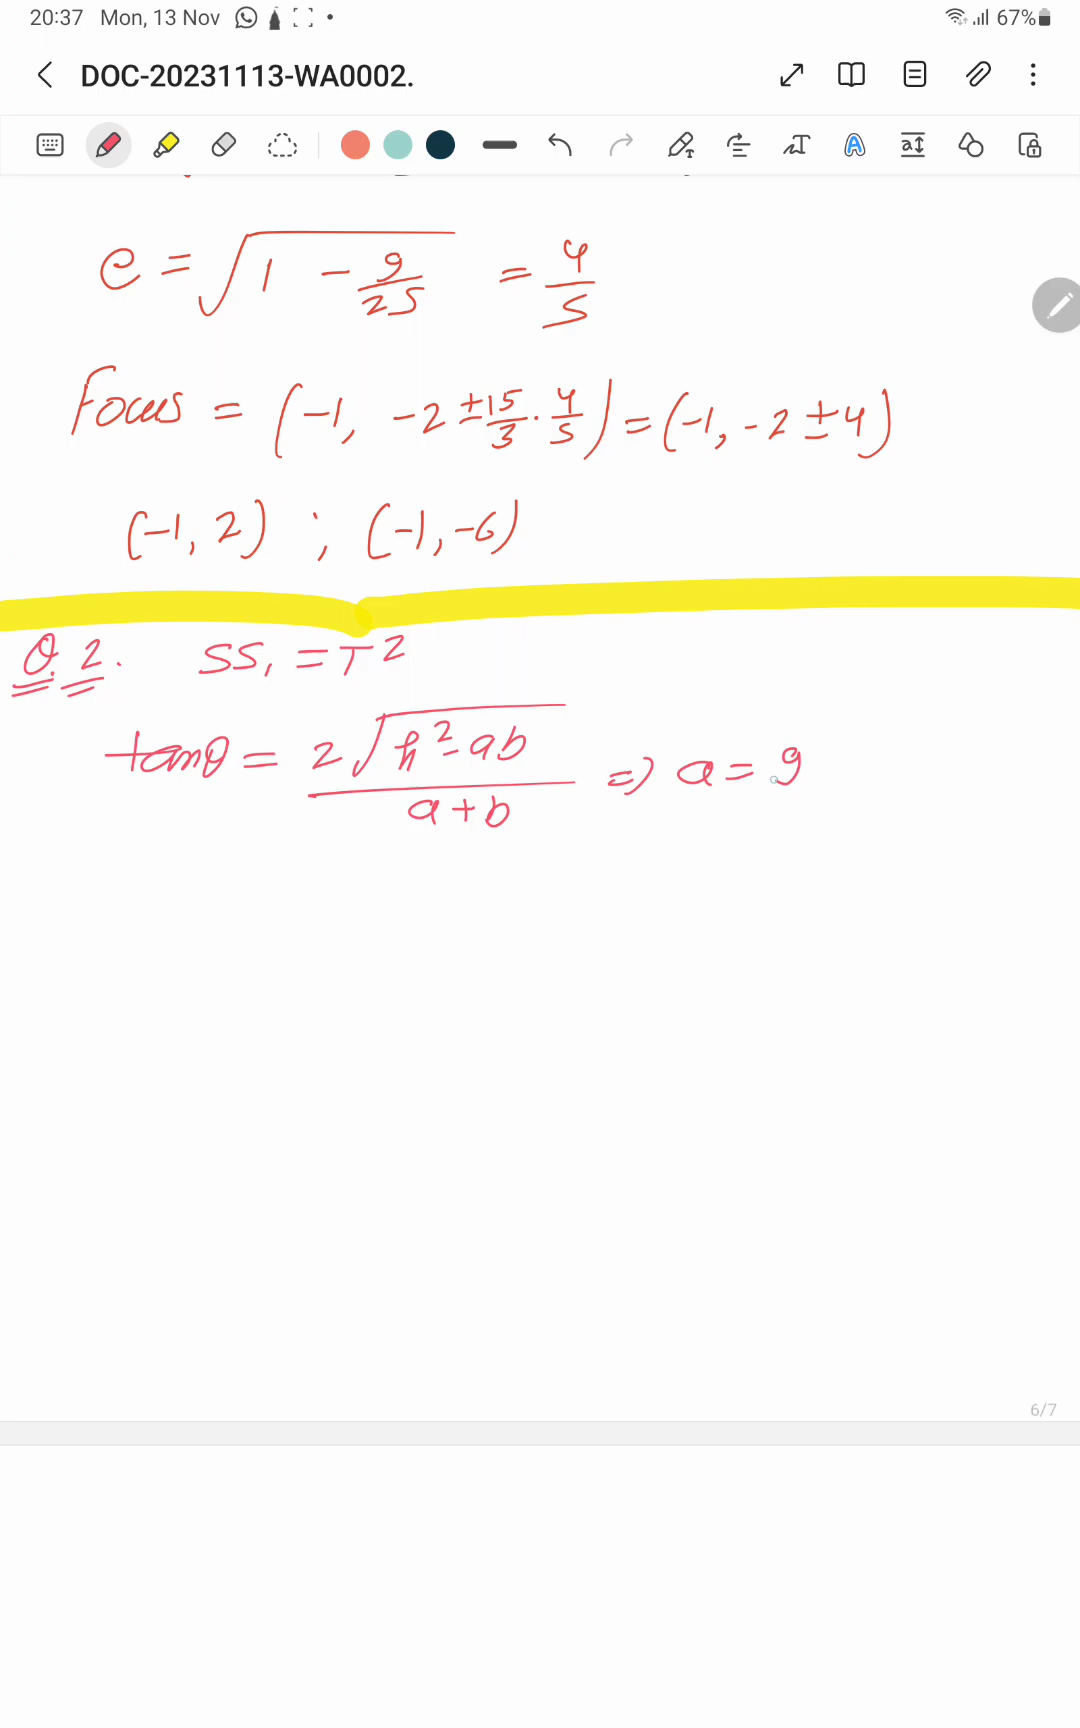 20:37 Mon, 13 Nov 67%
DOC-20231113-WA0002.
e = √(1 - 9/25) = 4/5
Focus = (-1, -2 ± 15/3 · 4/5) = (-1, -2 ± 4)
(-1, 2) ; (-1, -6)
Q. 2. SS₁ = T²
tanθ = 2√(h² - ab) / (a + b) ⇒ a = 9
6/7